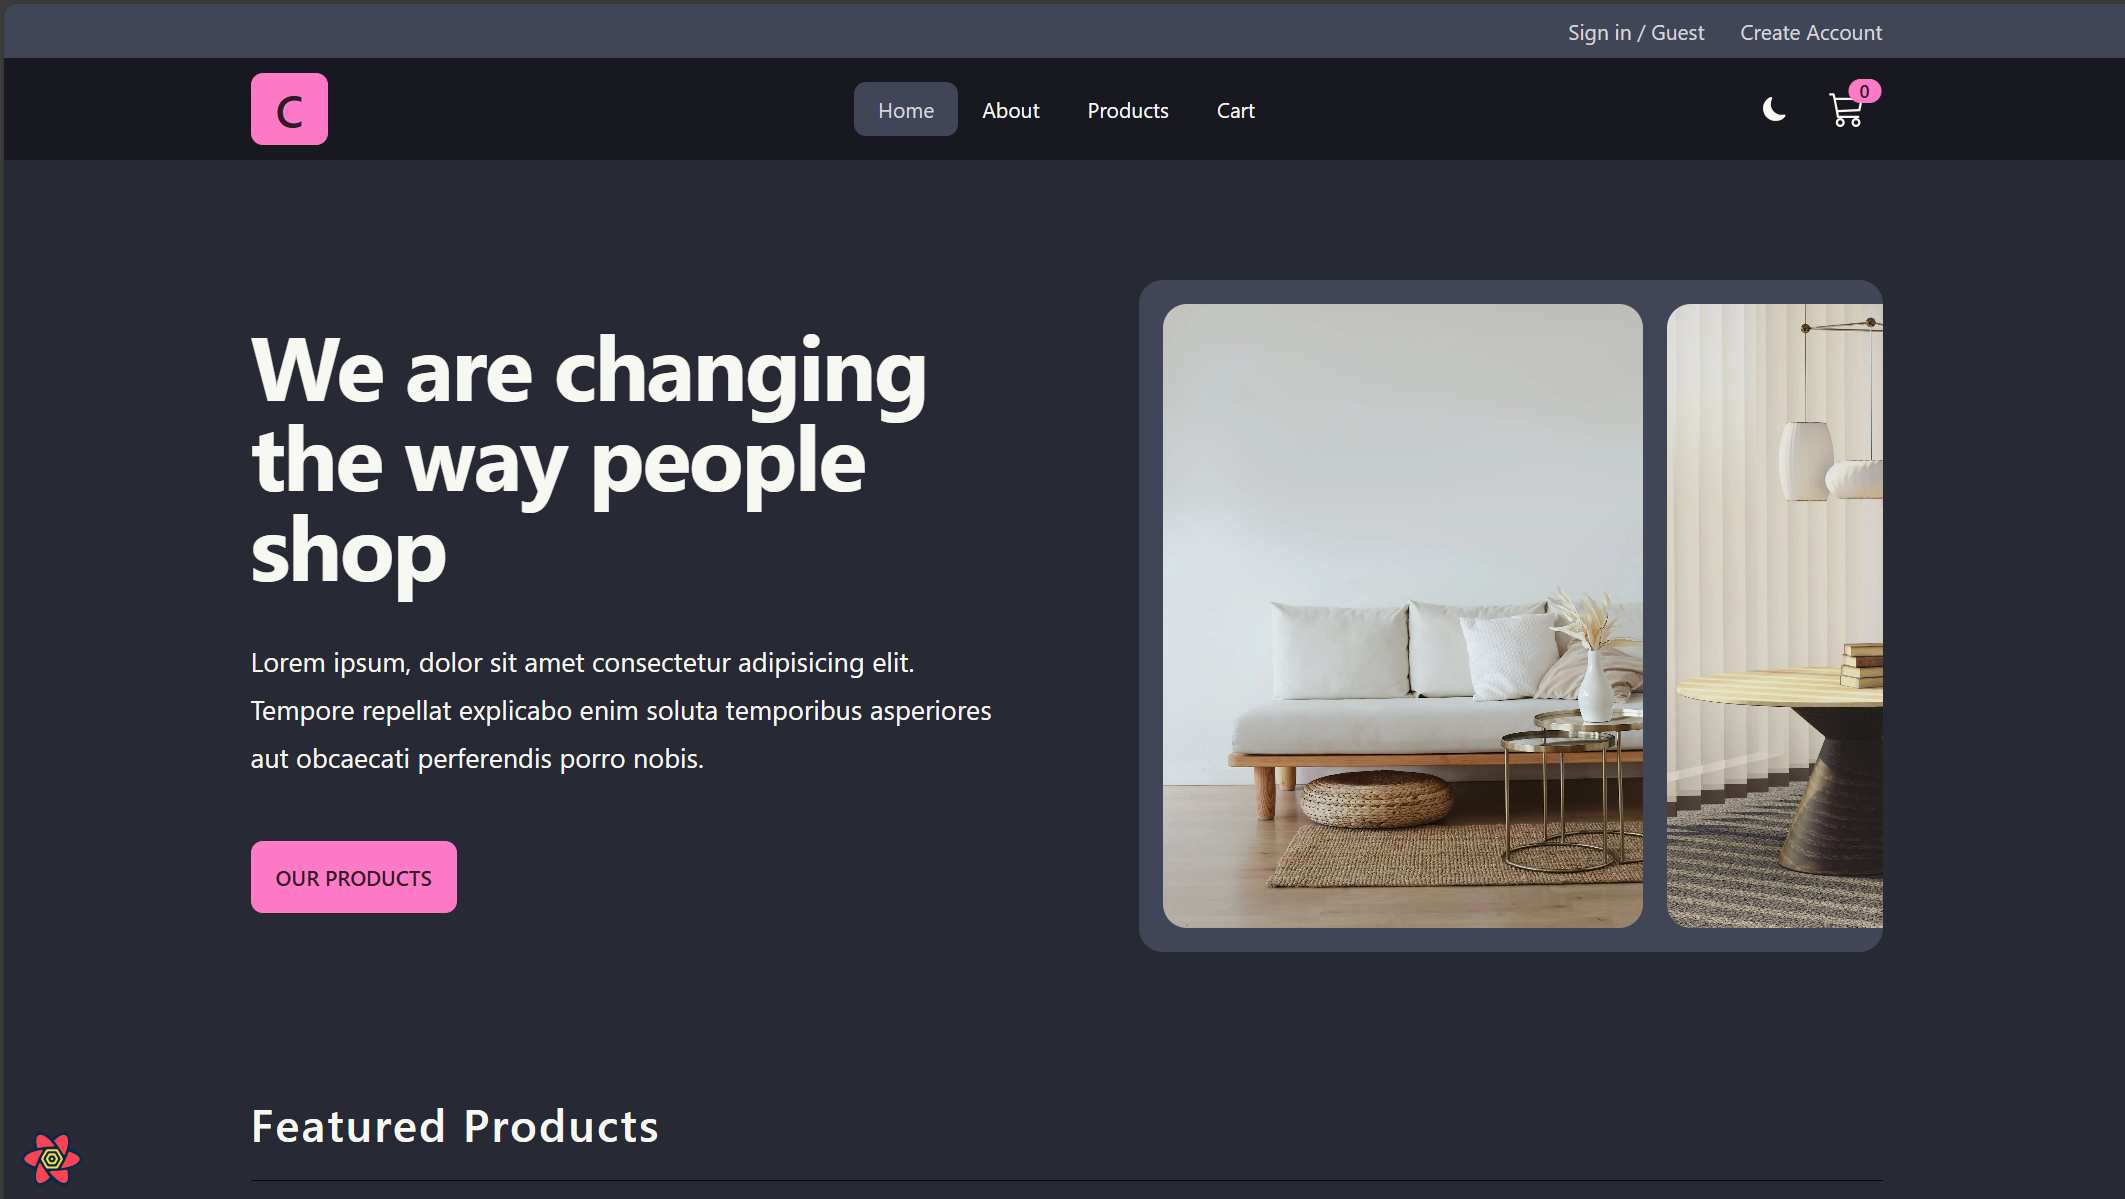 Sign in / Guest Create Account
C
Home About Products Cart
0
We are changing
the way people
shop
Lorem ipsum, dolor sit amet consectetur adipisicing elit.
Tempore repellat explicabo enim soluta temporibus asperiores
aut obcaecati perferendis porro nobis.
OUR PRODUCTS
Featured Products